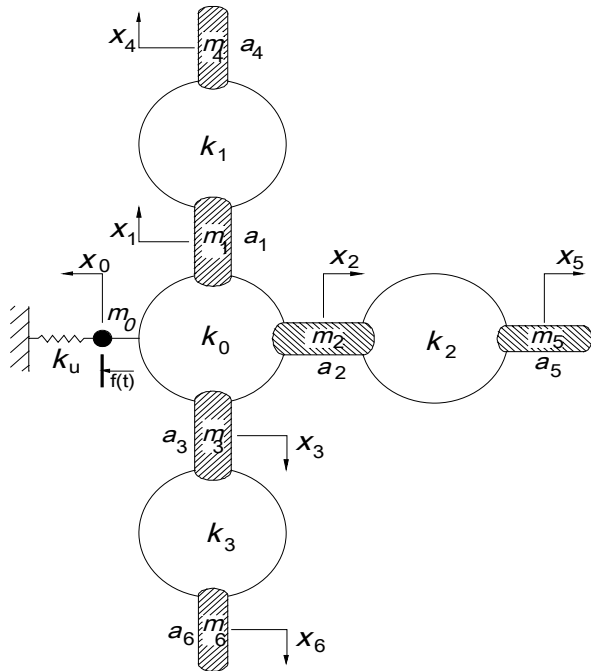 x₄ m₄ a₄
k₁
x₁ m₁ a₁
x₀ x₂ x₅
m₀ k₀ m₂ k₂ m₅
k_u f(t) a₂ a₅
a₃ m₃ x₃
k₃
a₆ m₆ x₆